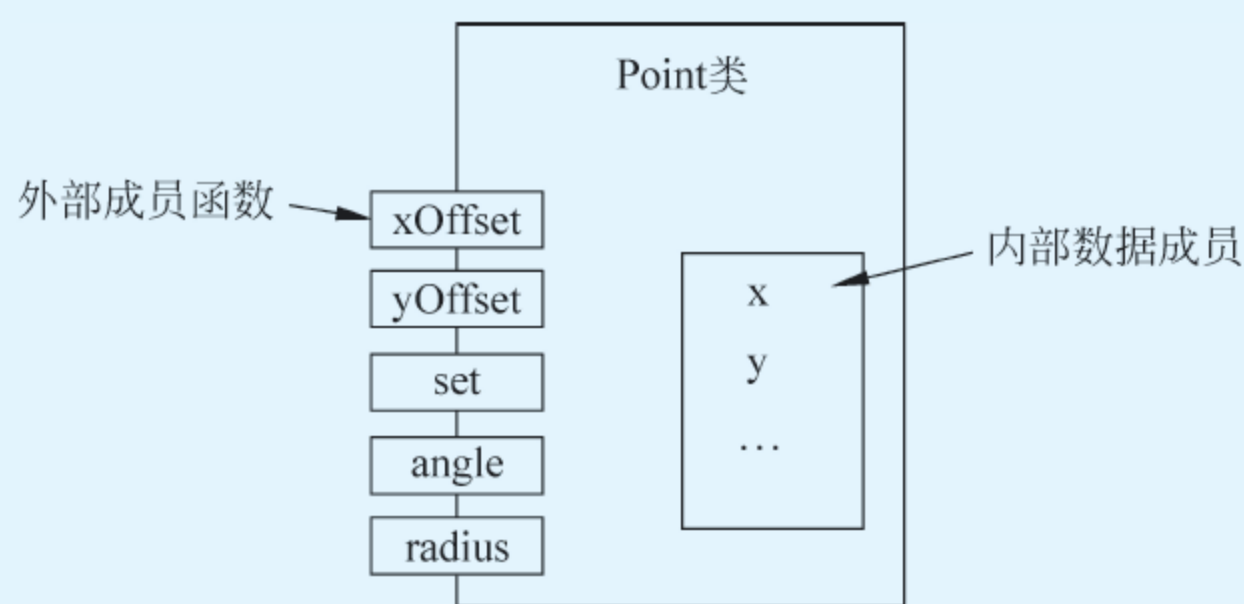 Point类
外部成员函数
xOffset
yOffset
set
angle
radius
内部数据成员
x
y
…